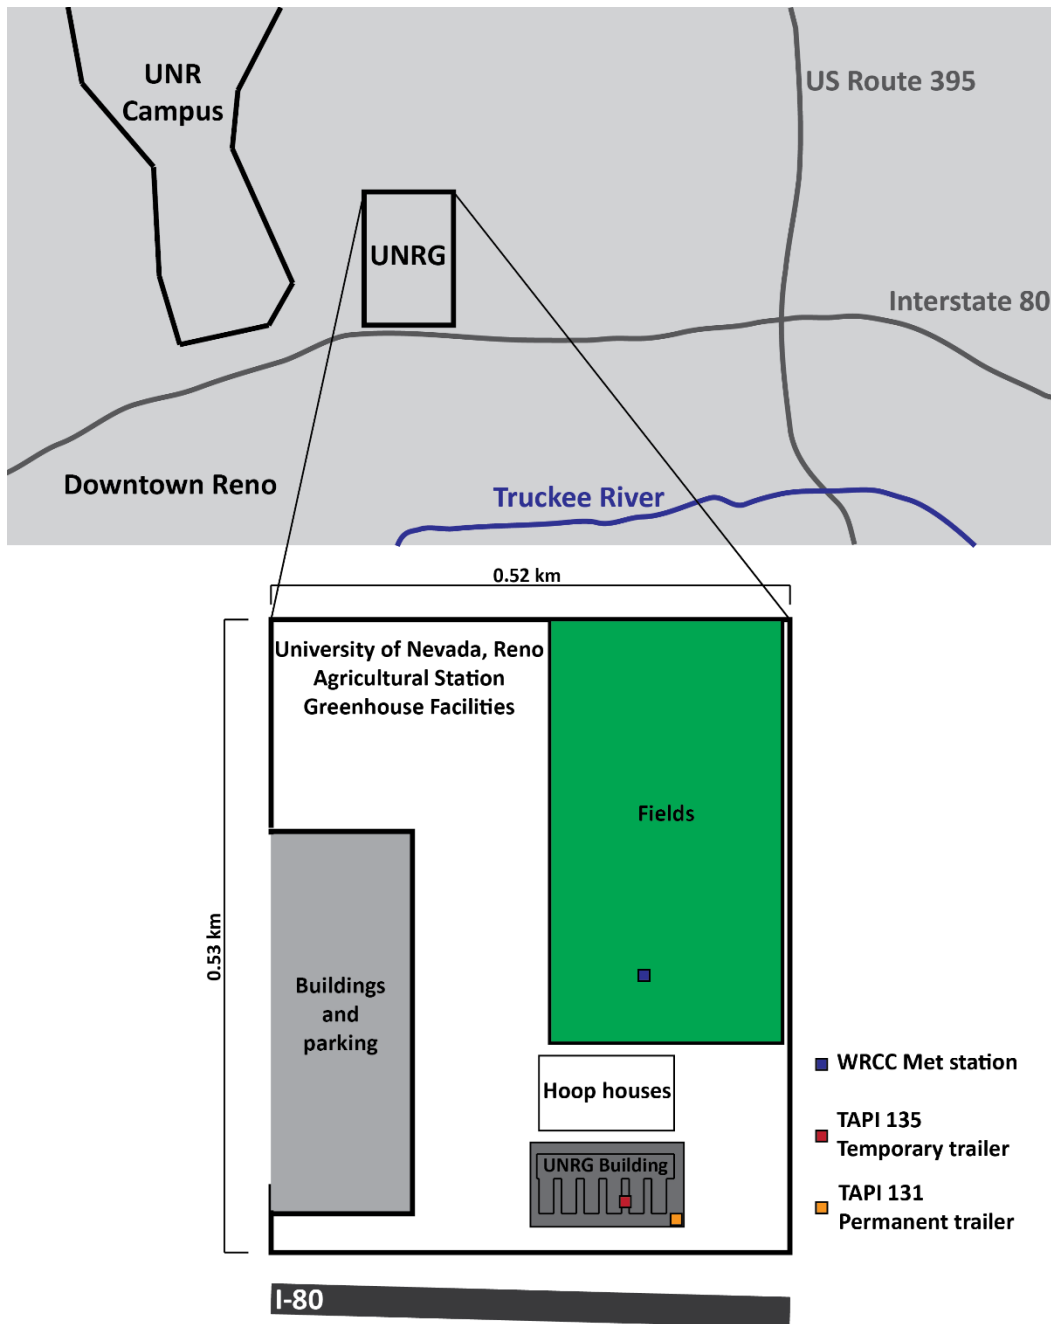 UNR
Campus
US Route 395
UNRG
Interstate 80
Downtown Reno
Truckee River
0.52 km
University of Nevada, Reno
Agricultural Station
Greenhouse Facilities
Fields
0.53 km
Buildings
and
parking
Hoop houses
UNRG Building
WRCC Met station
TAPI 135
Temporary trailer
TAPI 131
Permanent trailer
I-80